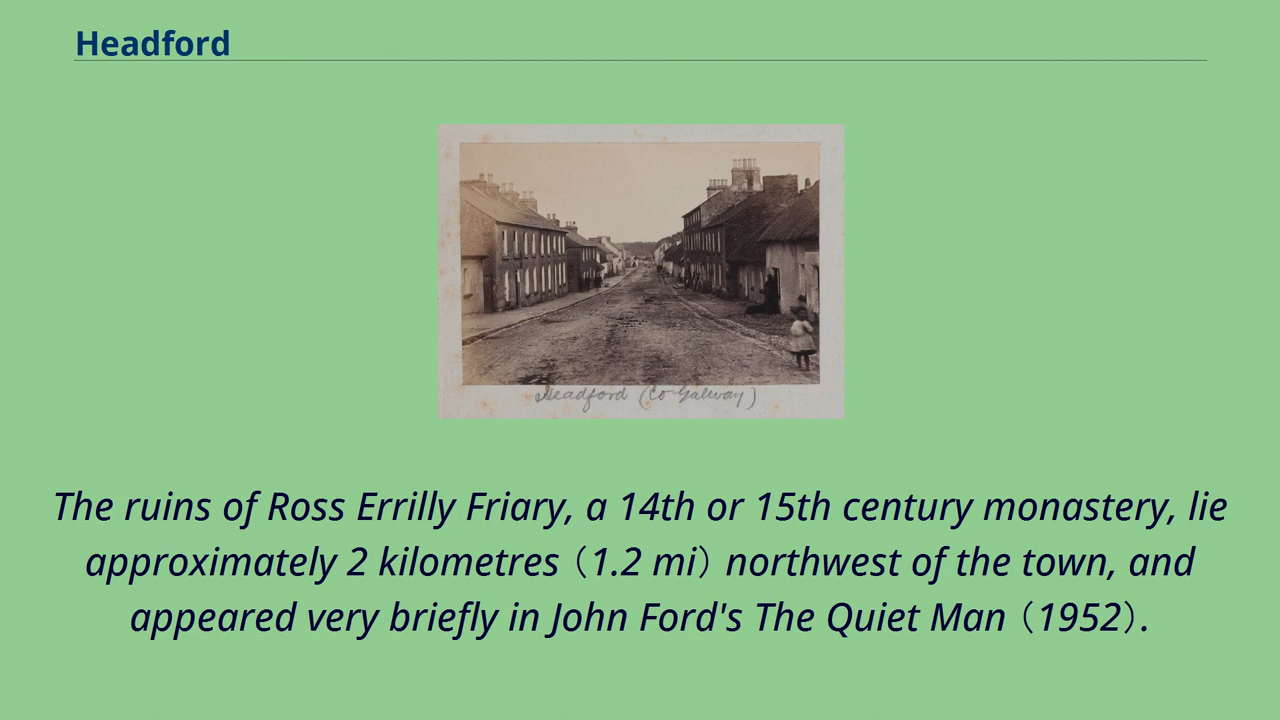 Headford
Headford (Co Galway)
The ruins of Ross Errilly Friary, a 14th or 15th century monastery, lie
approximately 2 kilometres (1.2 mi) northwest of the town, and
appeared very briefly in John Ford's The Quiet Man (1952).